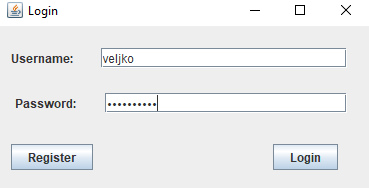 Login
Username: veljko
Password: ••••••••••
Register Login